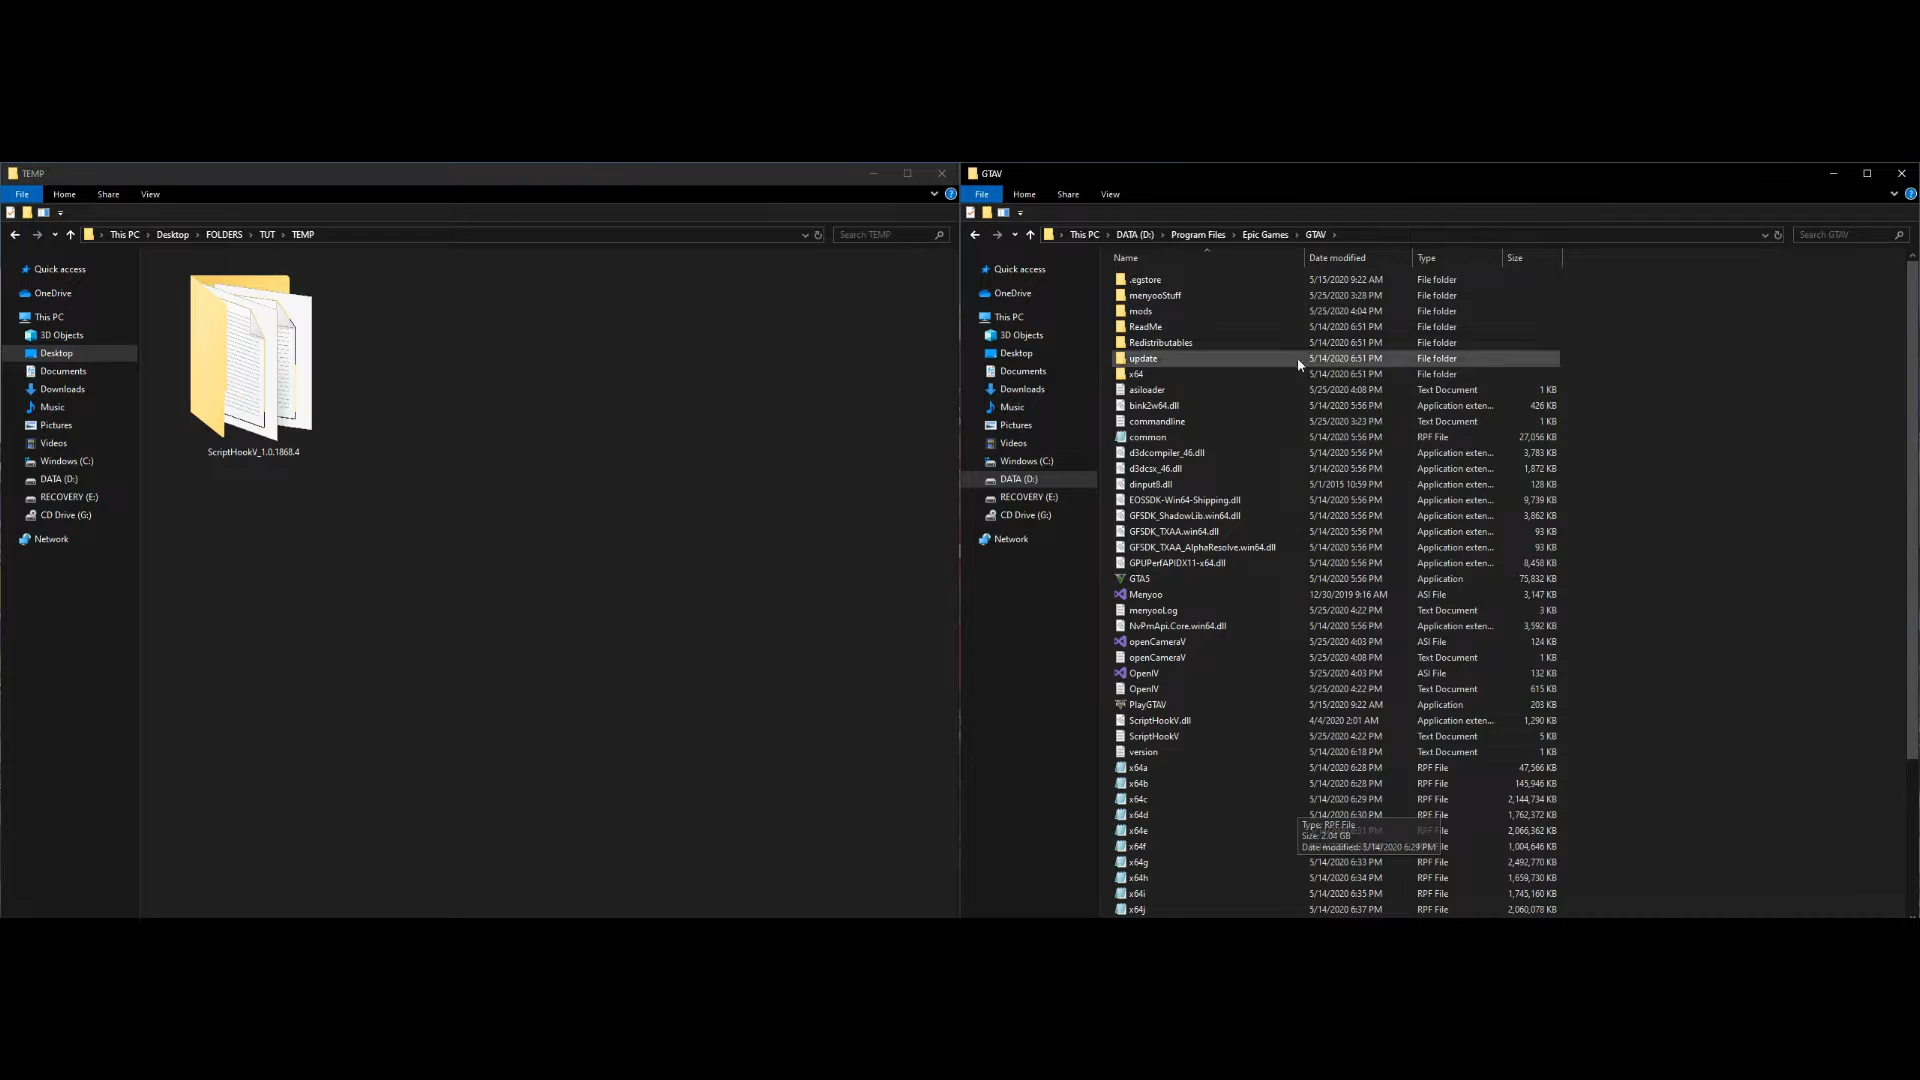 TEMP
File Home Share View
This PC Desktop FOLDERS TUT TEMP
Search TEMP
Quick access
OneDrive
This PC
3D Objects
Desktop
Documents
Downloads
Music
Pictures
Videos
Windows (C:)
DATA (D:)
RECOVERY (E:)
CD Drive (G:)
Network
ScriptHookV_1.0.1868.4
GTAV
File Home Share View
This PC DATA (D:) Program Files Epic Games GTAV
Search GTAV
Quick access
OneDrive
This PC
3D Objects
Desktop
Documents
Downloads
Music
Pictures
Videos
Windows (C:)
DATA (D:)
RECOVERY (E:)
CD Drive (G:)
Network
Name Date modified Type Size
.egstore 5/15/2020 9:22 AM File folder
menyooStuff 5/25/2020 3:28 PM File folder
mods 5/25/2020 4:04 PM File folder
ReadMe 5/14/2020 6:51 PM File folder
Redistributables 5/14/2020 6:51 PM File folder
update 5/14/2020 6:51 PM File folder
x64 5/14/2020 6:51 PM File folder
asiloader 5/25/2020 4:08 PM Text Document 1 KB
bink2w64.dll 5/14/2020 5:56 PM Application exten... 426 KB
commandline 5/25/2020 3:23 PM Text Document 1 KB
common 5/14/2020 5:56 PM RPF File 27,056 KB
d3dcompiler_46.dll 5/14/2020 5:56 PM Application exten... 3,783 KB
d3dcsx_46.dll 5/14/2020 5:56 PM Application exten... 1,872 KB
dinput8.dll 5/1/2015 10:59 PM Application exten... 128 KB
EOSSDK-Win64-Shipping.dll 5/14/2020 5:56 PM Application exten... 9,739 KB
GFSDK_ShadowLib.win64.dll 5/14/2020 5:56 PM Application exten... 3,862 KB
GFSDK_TXAA.win64.dll 5/14/2020 5:56 PM Application exten... 93 KB
GFSDK_TXAA_AlphaResolve.win64.dll 5/14/2020 5:56 PM Application exten... 93 KB
GPUPerfAPIDX11-x64.dll 5/14/2020 5:56 PM Application exten... 8,458 KB
GTA5 5/14/2020 5:56 PM Application 75,832 KB
Menyoo 12/30/2019 9:16 AM ASI File 3,147 KB
menyooLog 5/25/2020 4:22 PM Text Document 3 KB
NvPmApi.Core.win64.dll 5/14/2020 5:56 PM Application exten... 3,592 KB
openCameraV 5/25/2020 4:03 PM ASI File 124 KB
openCameraV 5/25/2020 4:08 PM Text Document 1 KB
OpenIV 5/25/2020 4:03 PM ASI File 132 KB
OpenIV 5/25/2020 4:22 PM Text Document 615 KB
PlayGTAV 5/15/2020 9:22 AM Application 203 KB
ScriptHookV.dll 4/4/2020 2:01 AM Application exten... 1,290 KB
ScriptHookV 5/25/2020 4:22 PM Text Document 5 KB
version 5/14/2020 6:18 PM Text Document 1 KB
x64a 5/14/2020 6:28 PM RPF File 47,566 KB
x64b 5/14/2020 6:28 PM RPF File 145,946 KB
x64c 5/14/2020 6:29 PM RPF File 2,144,734 KB
x64d 5/14/2020 6:30 PM RPF File 1,762,372 KB
Type: RPF File
x64e 2,066,362 KB
Size: 2.04 GB
x64f 1,004,646 KB
Date modified: 5/14/2020 6:29 PM
x64g 5/14/2020 6:33 PM RPF File 2,492,770 KB
x64h 5/14/2020 6:34 PM RPF File 1,659,730 KB
x64i 5/14/2020 6:35 PM RPF File 1,745,160 KB
x64j 5/14/2020 6:37 PM RPF File 2,060,078 KB